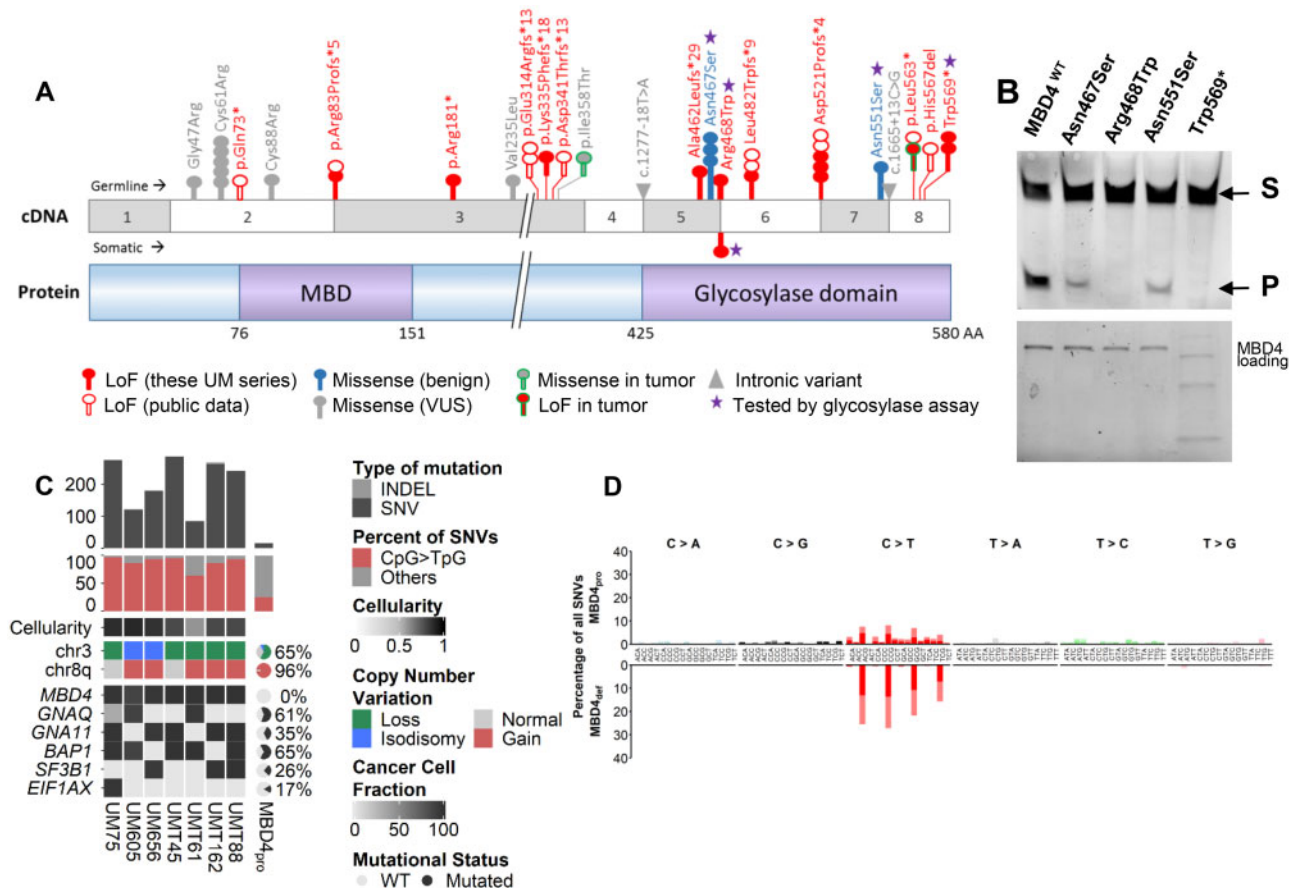 A
Gly47Arg
Cys61Arg
p.Gln73*
Cys88Arg
p.Arg83Profs*5
p.Arg181*
Val235Leu
p.Glu314Argfs*13
p.Lys335Phefs*18
p.Asp341Thrfs*13
p.Ile358Thr
c.1277-18T>A
Ala462Leufs*29
Asn467Ser
Arg468Trp
Leu482Trpfs*9
Asp521Profs*4
Asn551Ser
c.1665+13C>G
p.Leu563*
p.His567del
Trp569*
Germline →
cDNA
1 2 3 4 5 6 7 8
Somatic →
Protein
MBD
Glycosylase domain
76 151 425 580 AA
LoF (these UM series)
Missense (benign)
Missense in tumor
Intronic variant
LoF (public data)
Missense (VUS)
LoF in tumor
Tested by glycosylase assay
B
MBD4 WT
Asn467Ser
Arg468Trp
Asn551Ser
Trp569*
S
P
MBD4
loading
C
200
100
0
100
50
0
Cellularity
chr3 65%
chr8q 96%
MBD4 0%
GNAQ 61%
GNA11 35%
BAP1 65%
SF3B1 26%
EIF1AX 17%
UM75
UM605
UM656
UMT45
UMT61
UMT162
UMT88
MBD4pro
Type of mutation
INDEL
SNV
Percent of SNVs
CpG>TpG
Others
Cellularity
0 0.5 1
Copy Number
Variation
Loss Normal
Isodisomy Gain
Cancer Cell
Fraction
0 50 100
Mutational Status
WT Mutated
D
C > A C > G C > T T > A T > C T > G
Percentage of all SNVs
MBD4pro
MBD4def
40
30
20
10
0
0
10
20
30
40